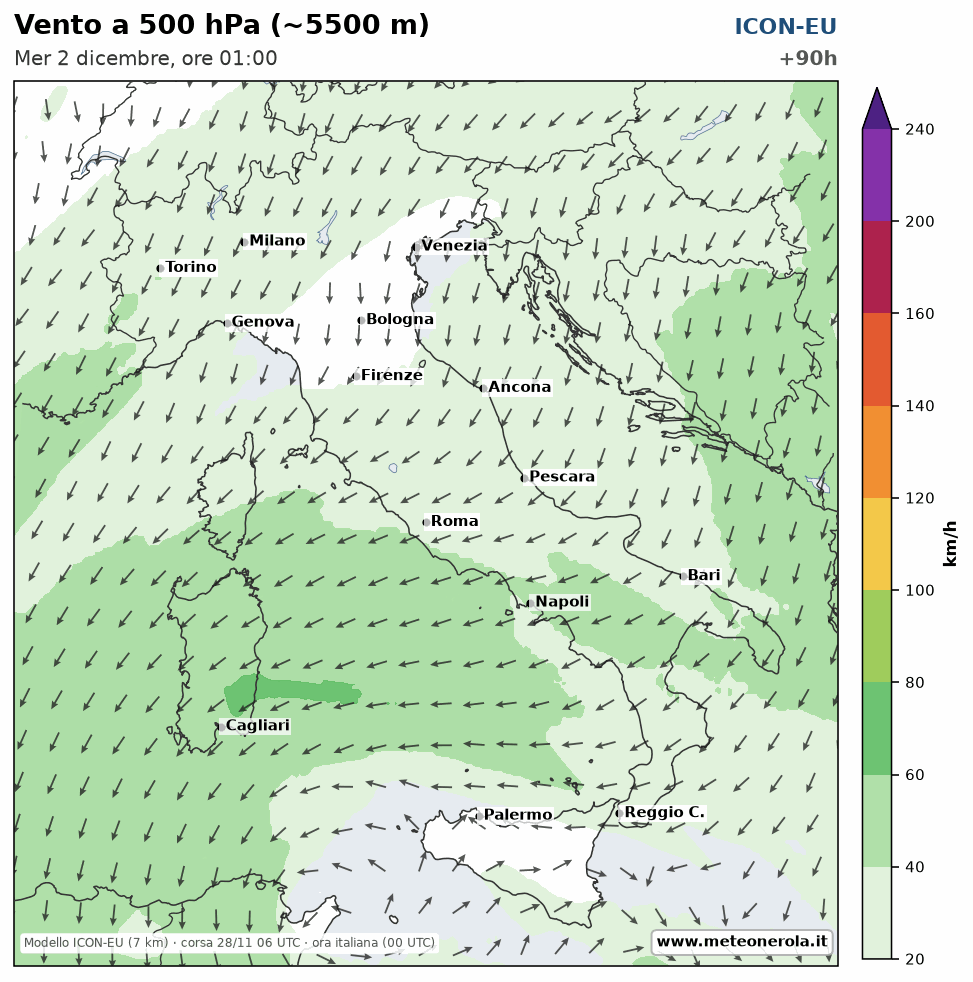 Vento a 500 hPa (~5500 m)
ICON-EU
Mer 2 dicembre, ore 01:00
+90h
240
200
160
140
120
100
80
60
40
20
km/h
Milano
Venezia
Torino
Genova
Bologna
Firenze
Ancona
Pescara
Roma
Bari
Napoli
Cagliari
Palermo
Reggio C.
Modello ICON-EU (7 km) · corsa 28/11 06 UTC · ora italiana (00 UTC)
www.meteonerola.it